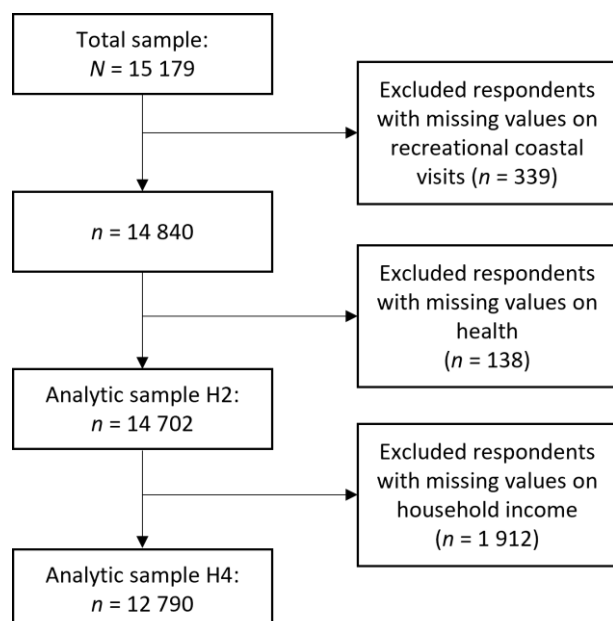 Total sample:
N = 15 179
Excluded respondents
with missing values on
recreational coastal
visits (n = 339)
n = 14 840
Excluded respondents
with missing values on
health
(n = 138)
Analytic sample H2:
n = 14 702
Excluded respondents
with missing values on
household income
(n = 1 912)
Analytic sample H4:
n = 12 790